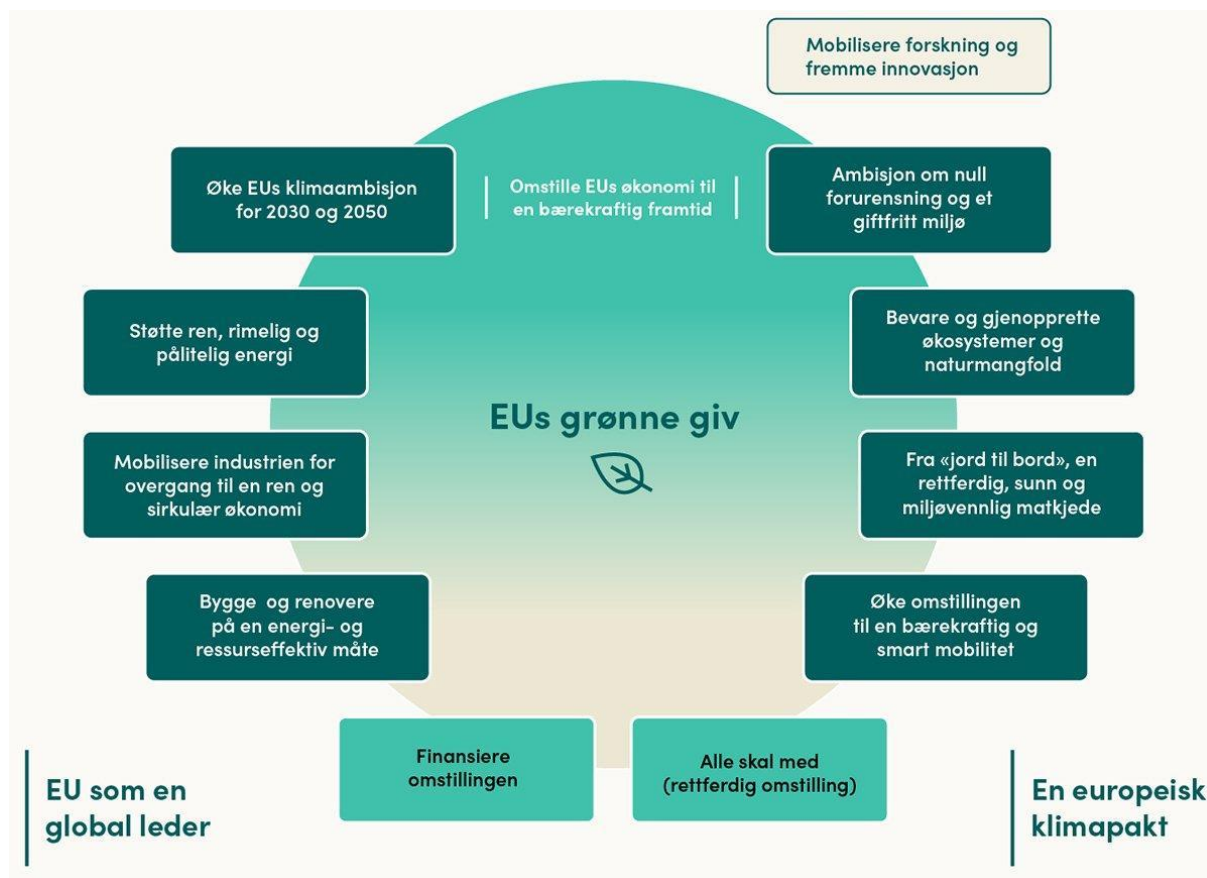 Mobilisere forskning og
fremme innovasjon
Øke EUs klimaambisjon
for 2030 og 2050
Omstille EUs økonomi til
en bærekraftig framtid
Ambisjon om null
forurensning og et
giftfritt miljø
Støtte ren, rimelig og
pålitelig energi
Bevare og gjenopprette
økosystemer og
naturmangfold
EUs grønne giv
Mobilisere industrien for
overgang til en ren og
sirkulær økonomi
Fra «jord til bord», en
rettferdig, sunn og
miljøvennlig matkjede
Bygge og renovere
på en energi- og
ressurseffektiv måte
Øke omstillingen
til en bærekraftig og
smart mobilitet
Finansiere
omstillingen
Alle skal med
(rettferdig omstilling)
EU som en
global leder
En europeisk
klimapakt